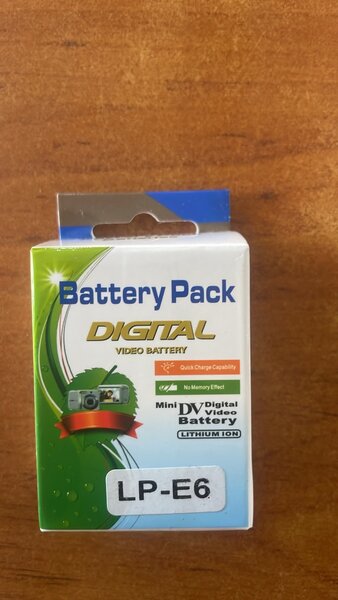 Battery Pack
DIGITAL
VIDEO BATTERY
Quick Charge Capability
No Memory Effect
Mini DV Digital Video
Battery
LITHIUM ION
LP-E6